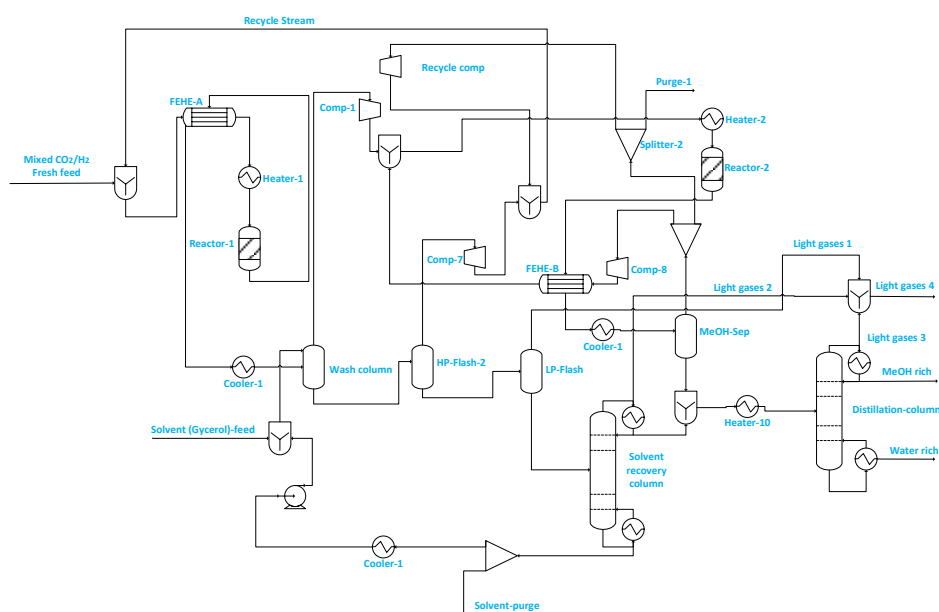 Recycle Stream
Recycle comp
Purge-1
FEHE-A
Comp-1
Heater-2
Splitter-2
Mixed CO₂/H₂
Fresh feed
Reactor-2
Heater-1
Reactor-1
Comp-7
FEHE-B
Comp-8
Light gases 1
Light gases 2
Light gases 4
MeOH-Sep
Light gases 3
Cooler-1
Wash column
HP-Flash-2
LP-Flash
Cooler-1
MeOH rich
Distillation-column
Heater-10
Solvent (Gycerol)-feed
Solvent
recovery
column
Water rich
Cooler-1
Solvent-purge